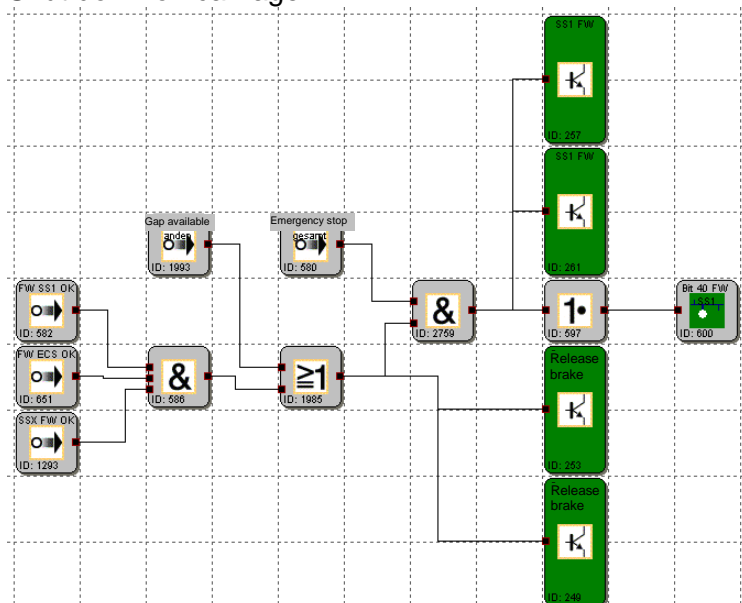 SS1 FW
ID: 257
SS1 FW
ID: 261
Gap available
ID: 1993
Emergency stop
gesamt
ID: 580
FW SS1 OK
ID: 582
&
ID: 2759
1•
ID: 597
Bit 40 FW
SS1
ID: 600
FW ECS OK
ID: 651
&
ID: 586
≧1
ID: 1985
Release
brake
ID: 253
SSX FW OK
ID: 1293
Release
brake
ID: 249